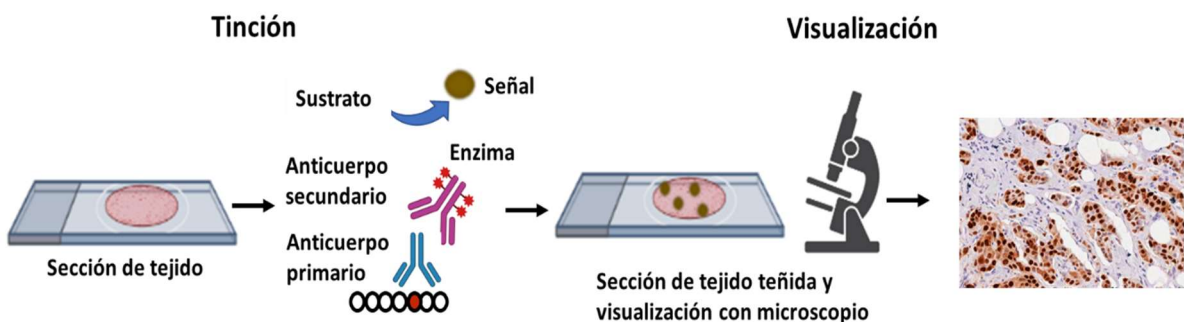 Tinción
Visualización
Sustrato
Señal
Anticuerpo
secundario
Enzima
Anticuerpo
primario
Sección de tejido
Sección de tejido teñida y
visualización con microscopio